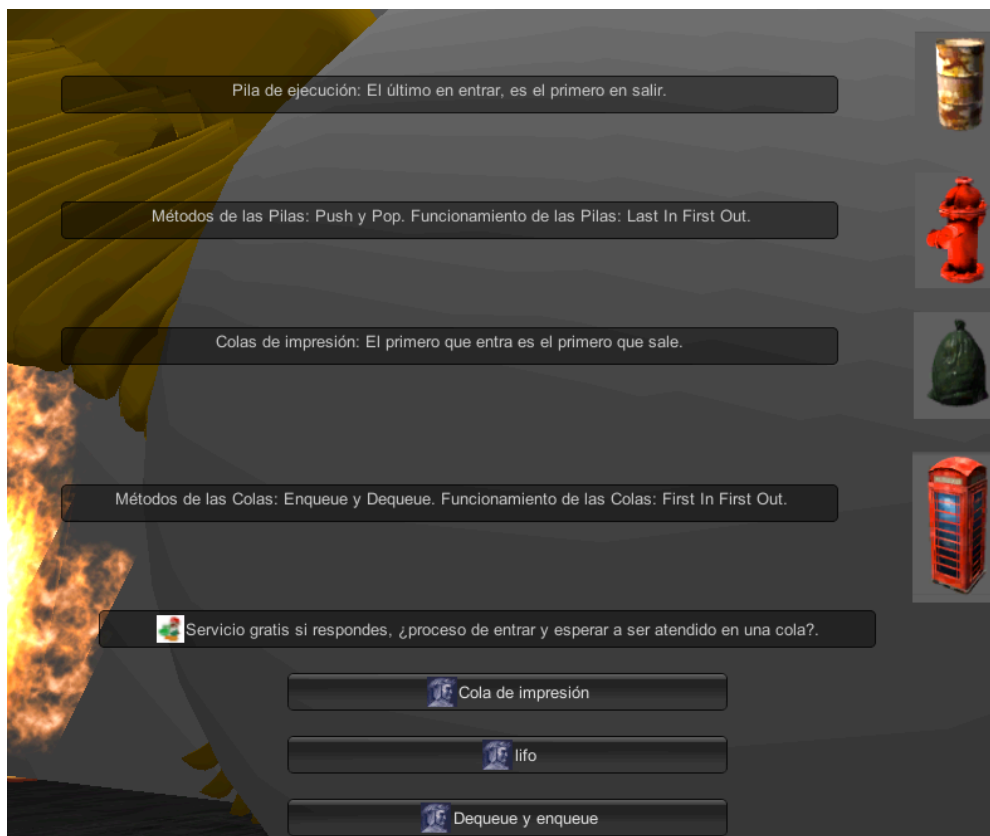 Pila de ejecución: El último en entrar, es el primero en salir.
Métodos de las Pilas: Push y Pop. Funcionamiento de las Pilas: Last In First Out.
Colas de impresión: El primero que entra es el primero que sale.
Métodos de las Colas: Enqueue y Dequeue. Funcionamiento de las Colas: First In First Out.
Servicio gratis si respondes, ¿proceso de entrar y esperar a ser atendido en una cola?.
Cola de impresión
lifo
Dequeue y enqueue